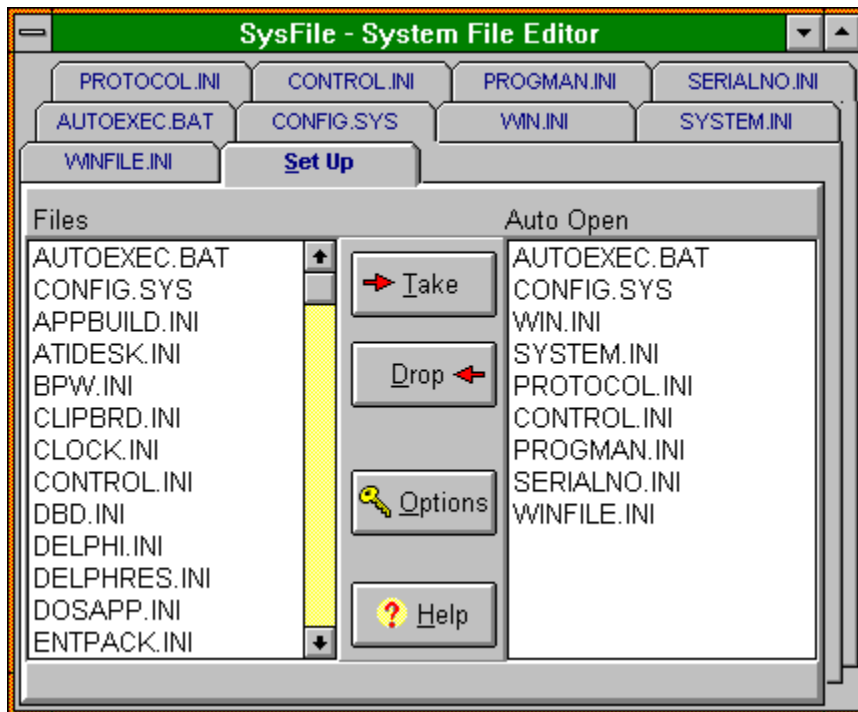 SysFile - System File Editor
PROTOCOL.INI CONTROL.INI PROGMAN.INI SERIALNO.INI
AUTOEXEC.BAT CONFIG.SYS WIN.INI SYSTEM.INI
WINFILE.INI Set Up
Files
AUTOEXEC.BAT
CONFIG.SYS
APPBUILD.INI
ATIDESK.INI
BPW.INI
CLIPBRD.INI
CLOCK.INI
CONTROL.INI
DBD.INI
DELPHI.INI
DELPHRES.INI
DOSAPP.INI
ENTPACK.INI
Take
Drop
Options
Help
Auto Open
AUTOEXEC.BAT
CONFIG.SYS
WIN.INI
SYSTEM.INI
PROTOCOL.INI
CONTROL.INI
PROGMAN.INI
SERIALNO.INI
WINFILE.INI